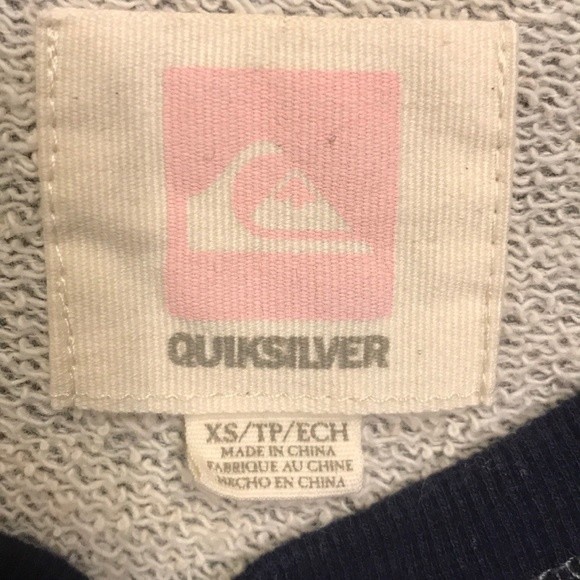 QUIKSILVER
XS/TP/ECH
MADE IN CHINA
FABRIQUE AU CHINE
HECHO EN CHINA